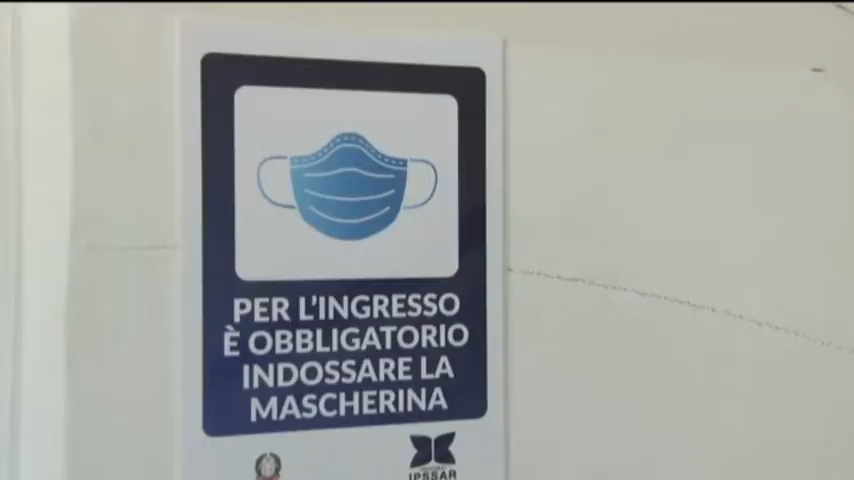 PER L'INGRESSO
È OBBLIGATORIO
INDOSSARE LA
MASCHERINA
IPSSAR